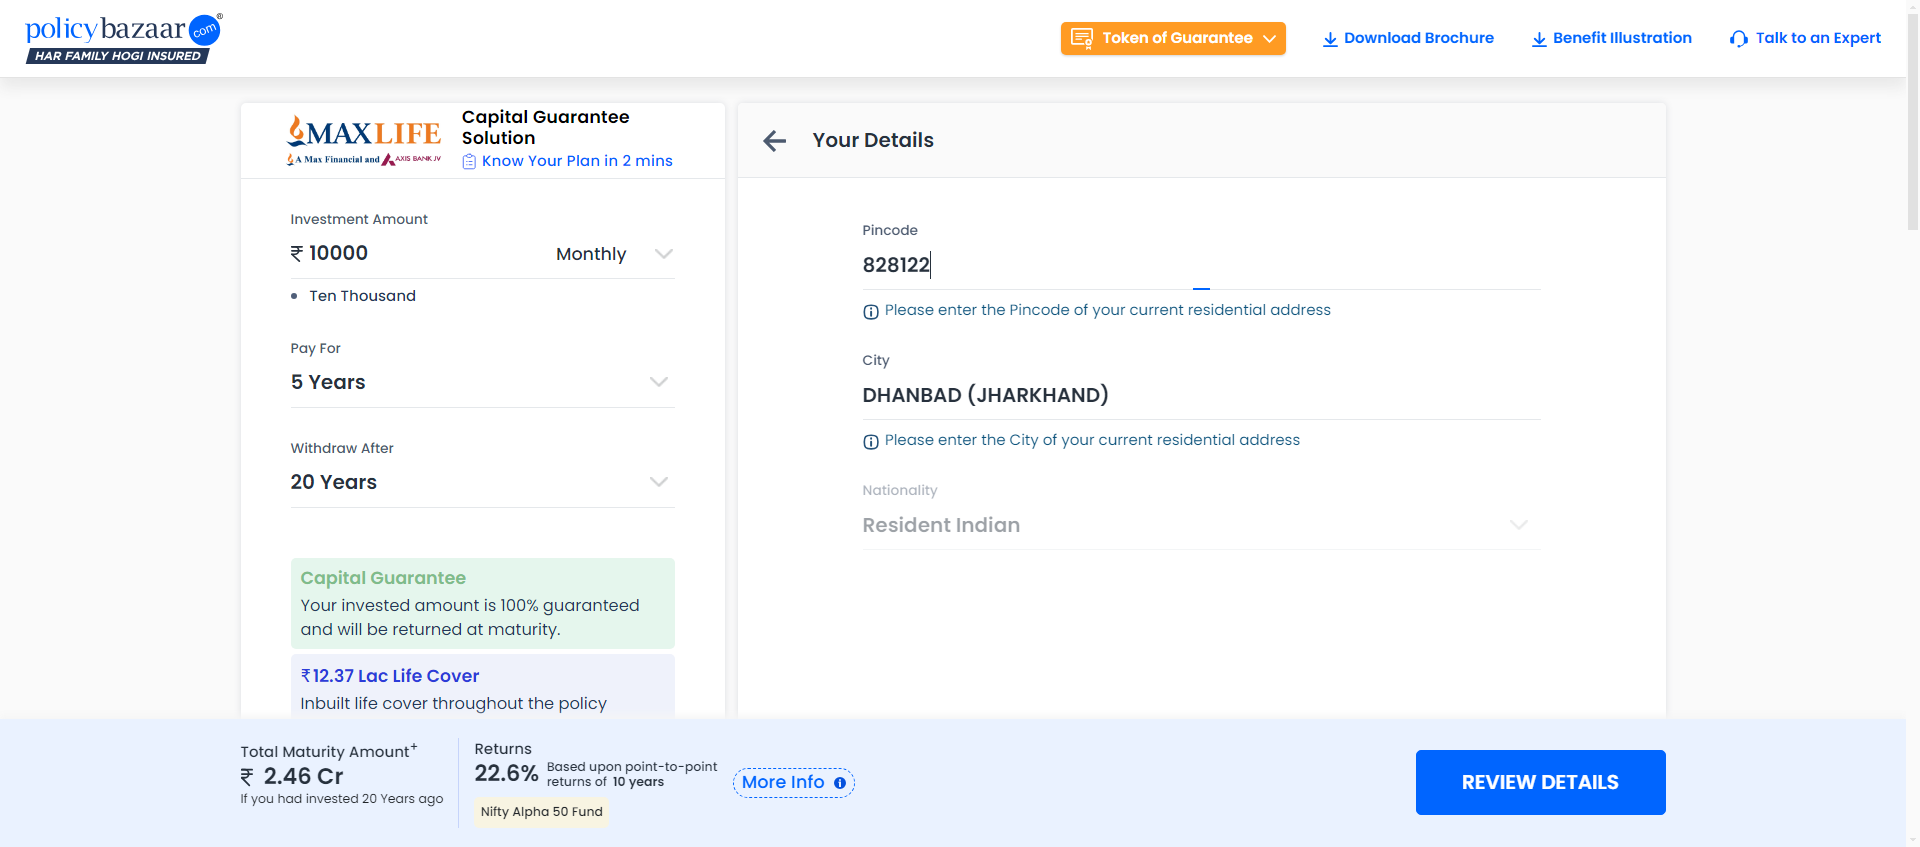 policybazaar com ®
HAR FAMILY HOGI INSURED
Token of Guarantee
Download Brochure
Benefit Illustration
Talk to an Expert
MAX LIFE
A Max Financial and AXIS BANK JV
Capital Guarantee
Solution
Know Your Plan in 2 mins
Investment Amount
₹ 10000 Monthly
Ten Thousand
Pay For
5 Years
Withdraw After
20 Years
Capital Guarantee
Your invested amount is 100% guaranteed
and will be returned at maturity.
₹12.37 Lac Life Cover
Inbuilt life cover throughout the policy
Your Details
Pincode
828122
Please enter the Pincode of your current residential address
City
DHANBAD (JHARKHAND)
Please enter the City of your current residential address
Nationality
Resident Indian
Total Maturity Amount+
₹ 2.46 Cr
If you had invested 20 Years ago
Returns
22.6% Based upon point-to-point
returns of 10 years
Nifty Alpha 50 Fund
More Info
REVIEW DETAILS